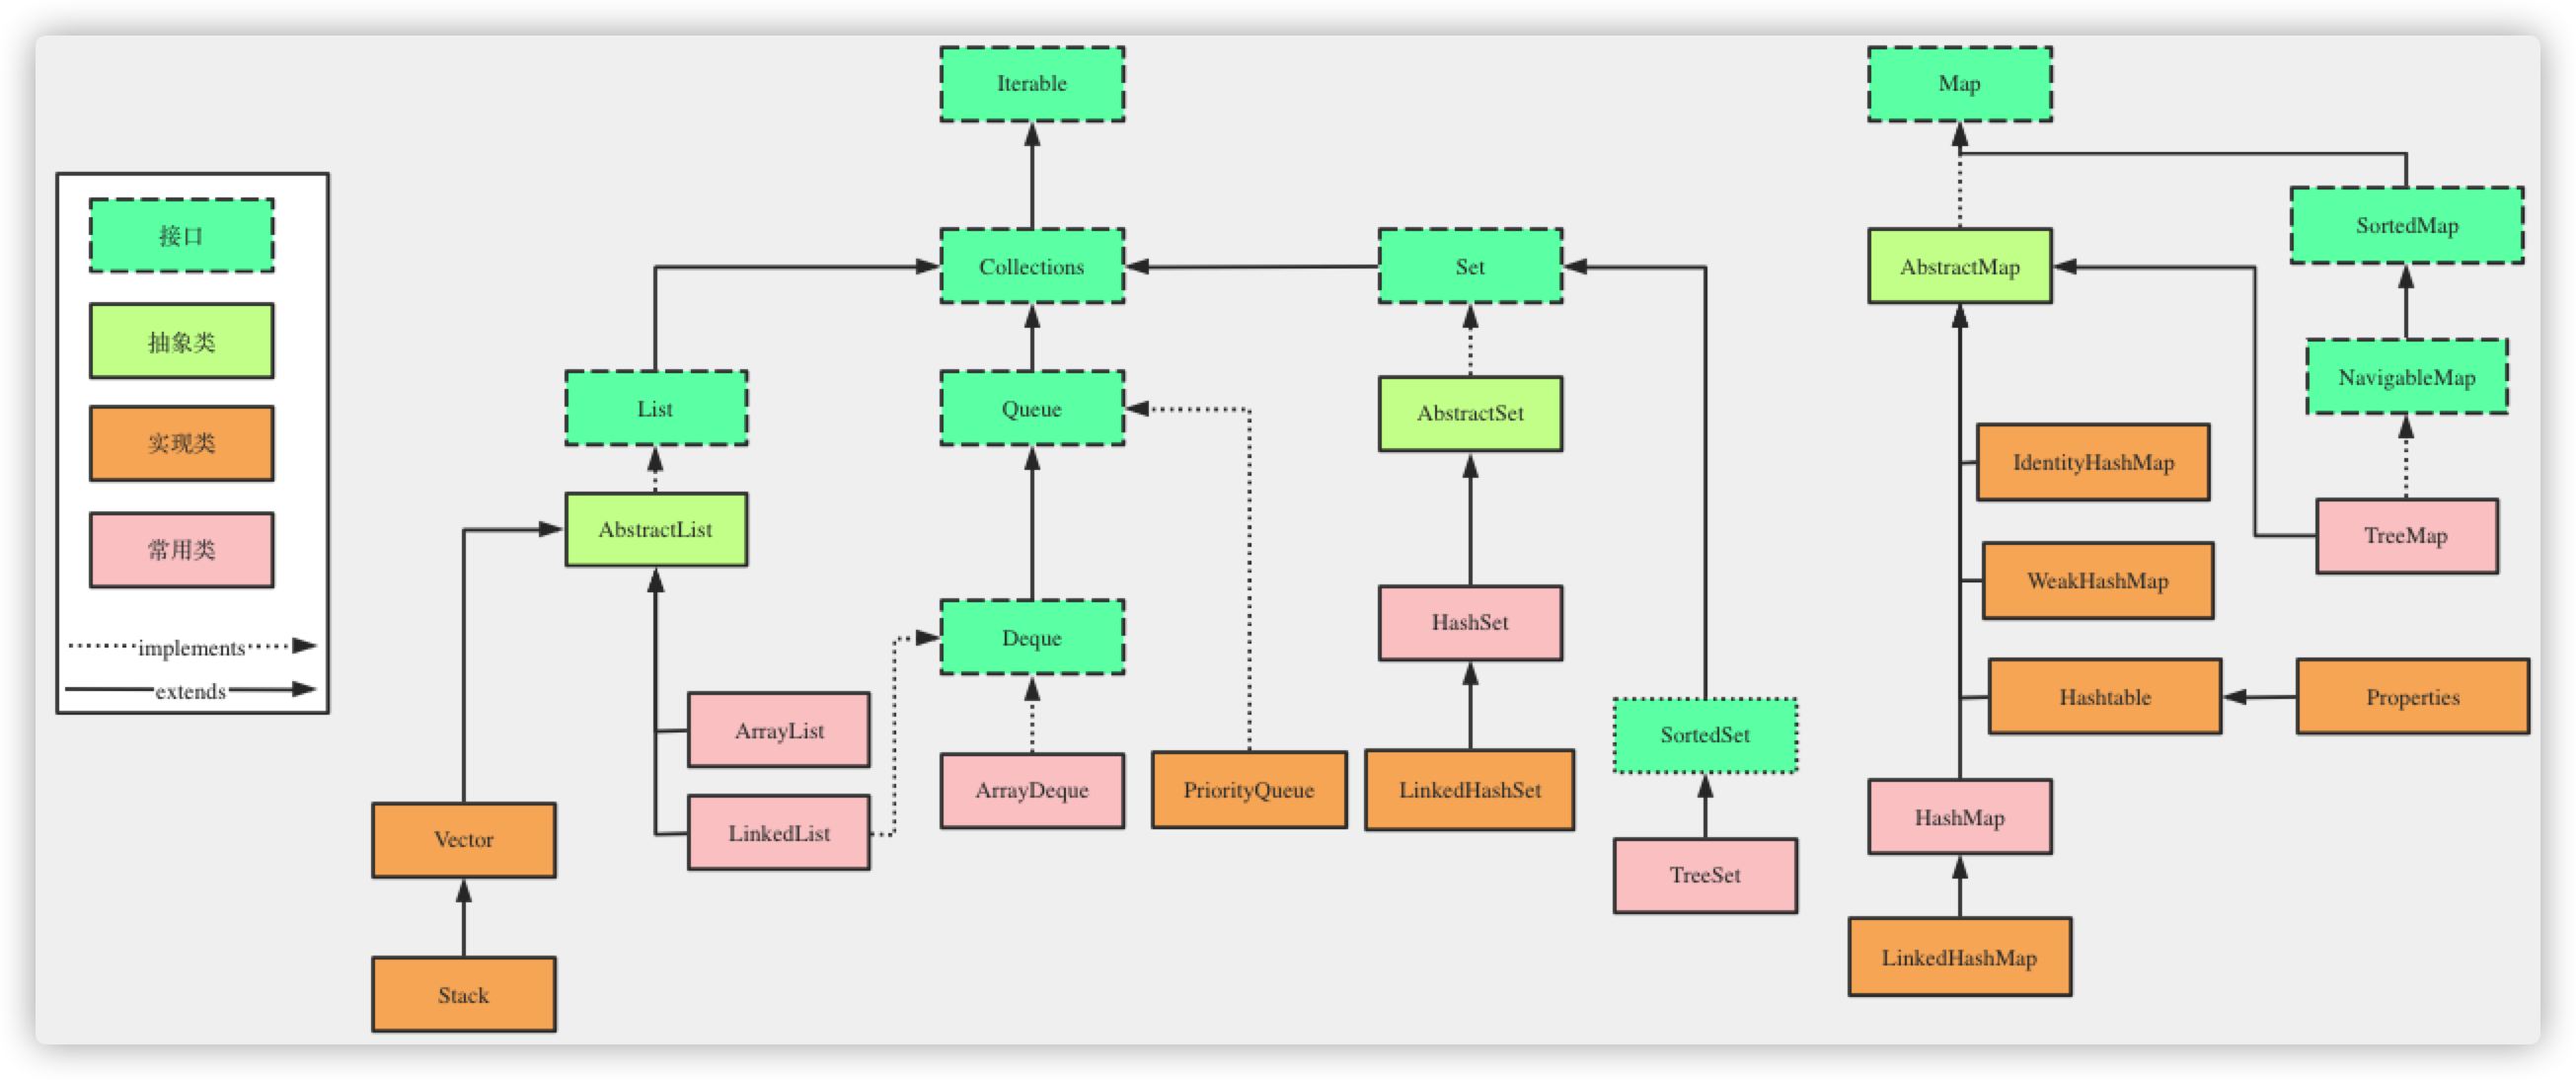 接口
抽象类
实现类
常用类
implements
extends
Iterable
Collections
List
Queue
Set
AbstractList
AbstractSet
Deque
HashSet
ArrayList
LinkedList
ArrayDeque
PriorityQueue
LinkedHashSet
SortedSet
TreeSet
Vector
Stack
Map
SortedMap
AbstractMap
NavigableMap
IdentityHashMap
TreeMap
WeakHashMap
Hashtable
Properties
HashMap
LinkedHashMap